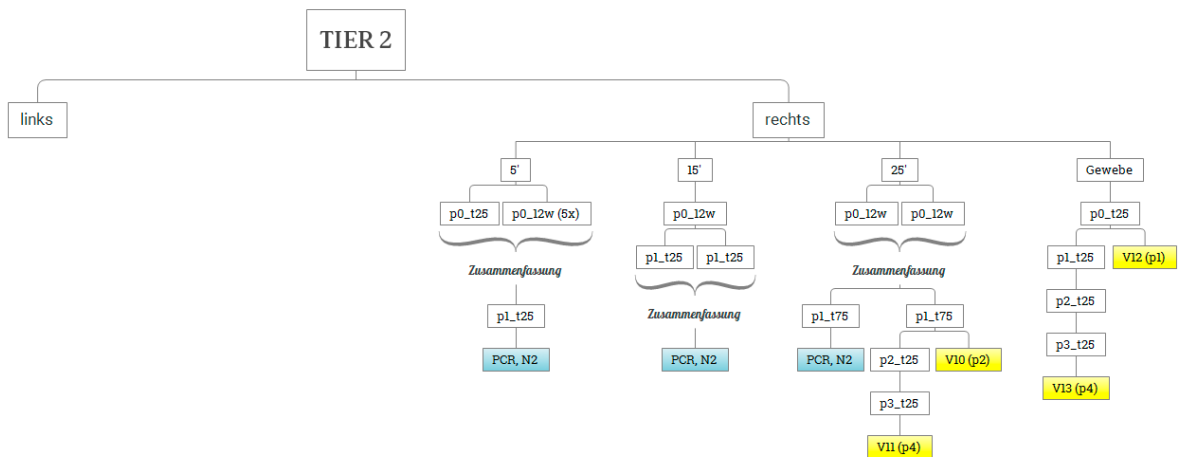 TIER 2
links
rechts
5'
15'
25'
Gewebe
p0_t25
p0_12w (5x)
p0_12w
p0_12w
p0_12w
p0_t25
p1_t25
p1_t25
p1_t25
V12 (p1)
Zusammenfassung
Zusammenfassung
p2_t25
p1_t25
Zusammenfassung
p1_t75
p1_t75
p3_t25
PCR, N2
PCR, N2
PCR, N2
p2_t25
V10 (p2)
V13 (p4)
p3_t25
V11 (p4)